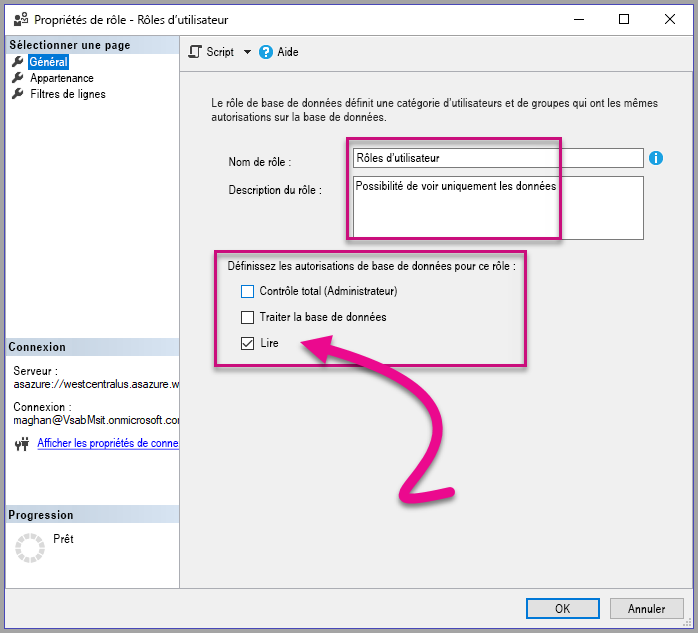 Propriétés de rôle - Rôles d'utilisateur
Sélectionner une page
Général
Appartenance
Filtres de lignes
Script
Aide
Le rôle de base de données définit une catégorie d'utilisateurs et de groupes qui ont les mêmes
autorisations sur la base de données.
Nom de rôle :
Rôles d'utilisateur
Description du rôle :
Possibilité de voir uniquement les données
Définissez les autorisations de base de données pour ce rôle :
Contrôle total (Administrateur)
Traiter la base de données
Lire
Connexion
Serveur :
asazure://westcentralus.asazure.w
Connexion :
maghan@VsabMsit.onmicrosoft.co
Afficher les propriétés de conne
Progression
Prêt
OK
Annuler